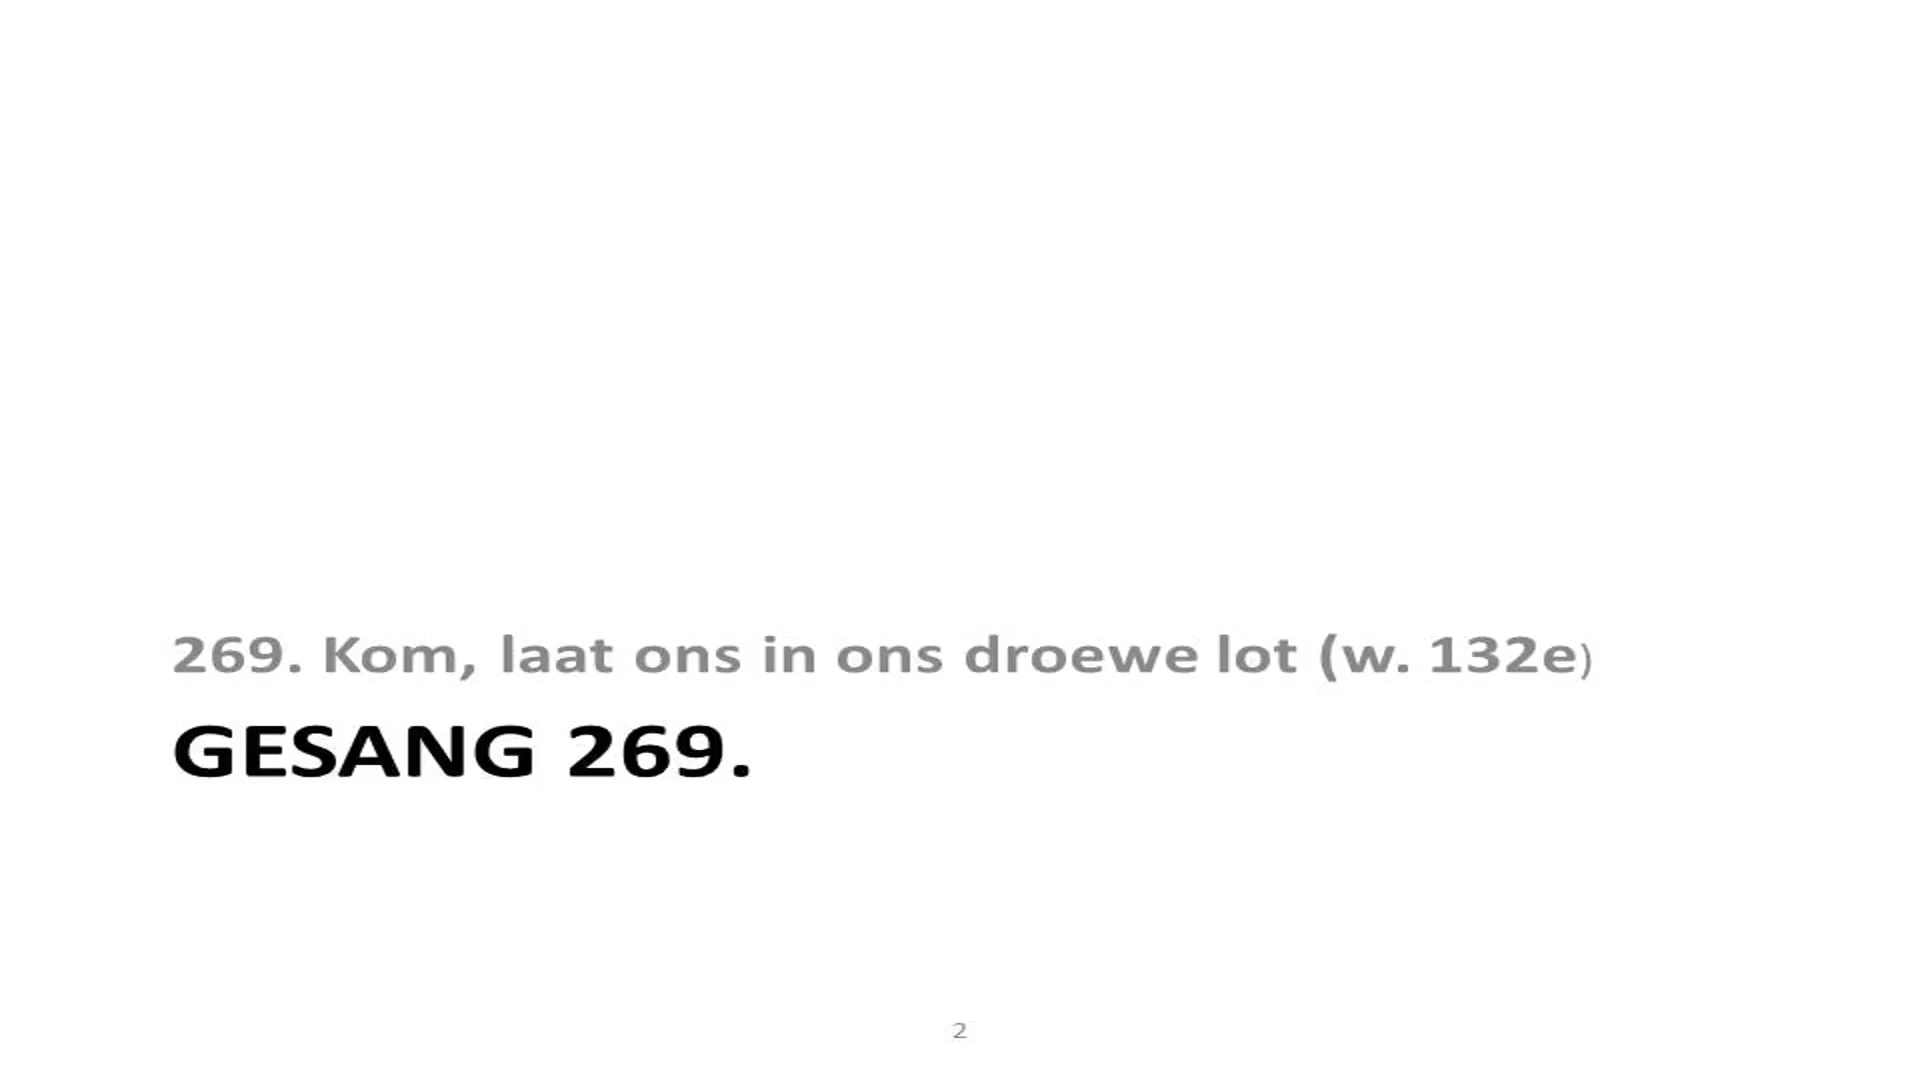 269. Kom, laat ons in ons droewe lot (w. 132e)
GESANG 269.
2